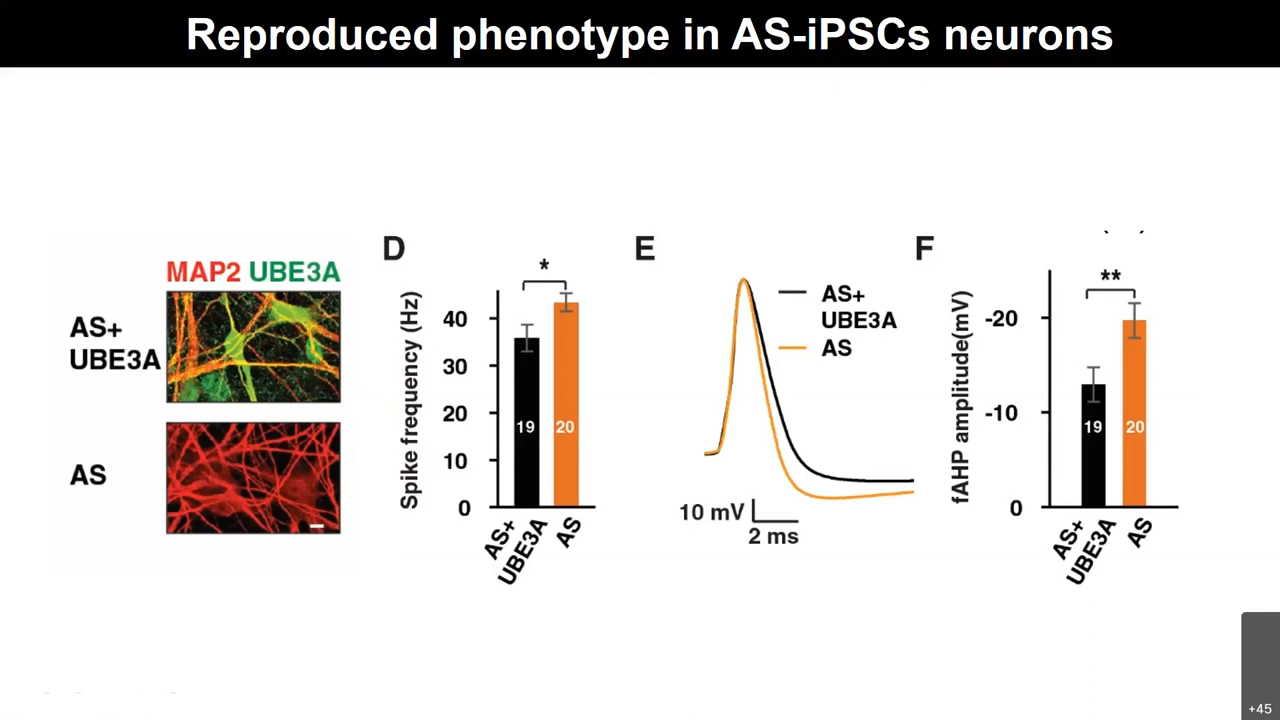 Reproduced phenotype in AS-iPSCs neurons
MAP2 UBE3A
AS+
UBE3A
AS
D
*
Spike frequency (Hz)
40
30
20
10
0
19
20
AS+
UBE3A
AS
E
AS+
UBE3A
AS
10 mV
2 ms
F
**
fAHP amplitude(mV)
-20
-10
0
19
20
AS+
UBE3A
AS
+45